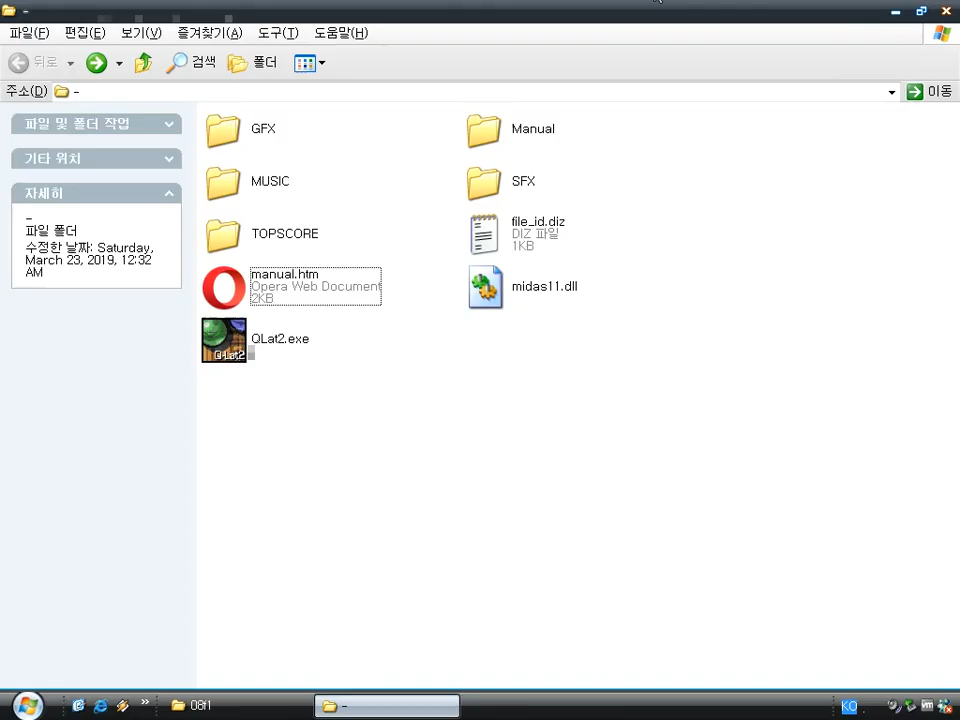 -
파일(F) 편집(E) 보기(V) 즐겨찾기(A) 도구(T) 도움말(H)
뒤로 검색 폴더
주소(D) - 이동
파일 및 폴더 작업
기타 위치
자세히
-
파일 폴더
수정한 날짜: Saturday,
March 23, 2019, 12:32
AM
GFX
Manual
MUSIC
SFX
TOPSCORE
file_id.diz
DIZ 파일
1KB
manual.htm
Opera Web Document
2KB
midas11.dll
QLat2
QLat2.exe
08f1 - KO